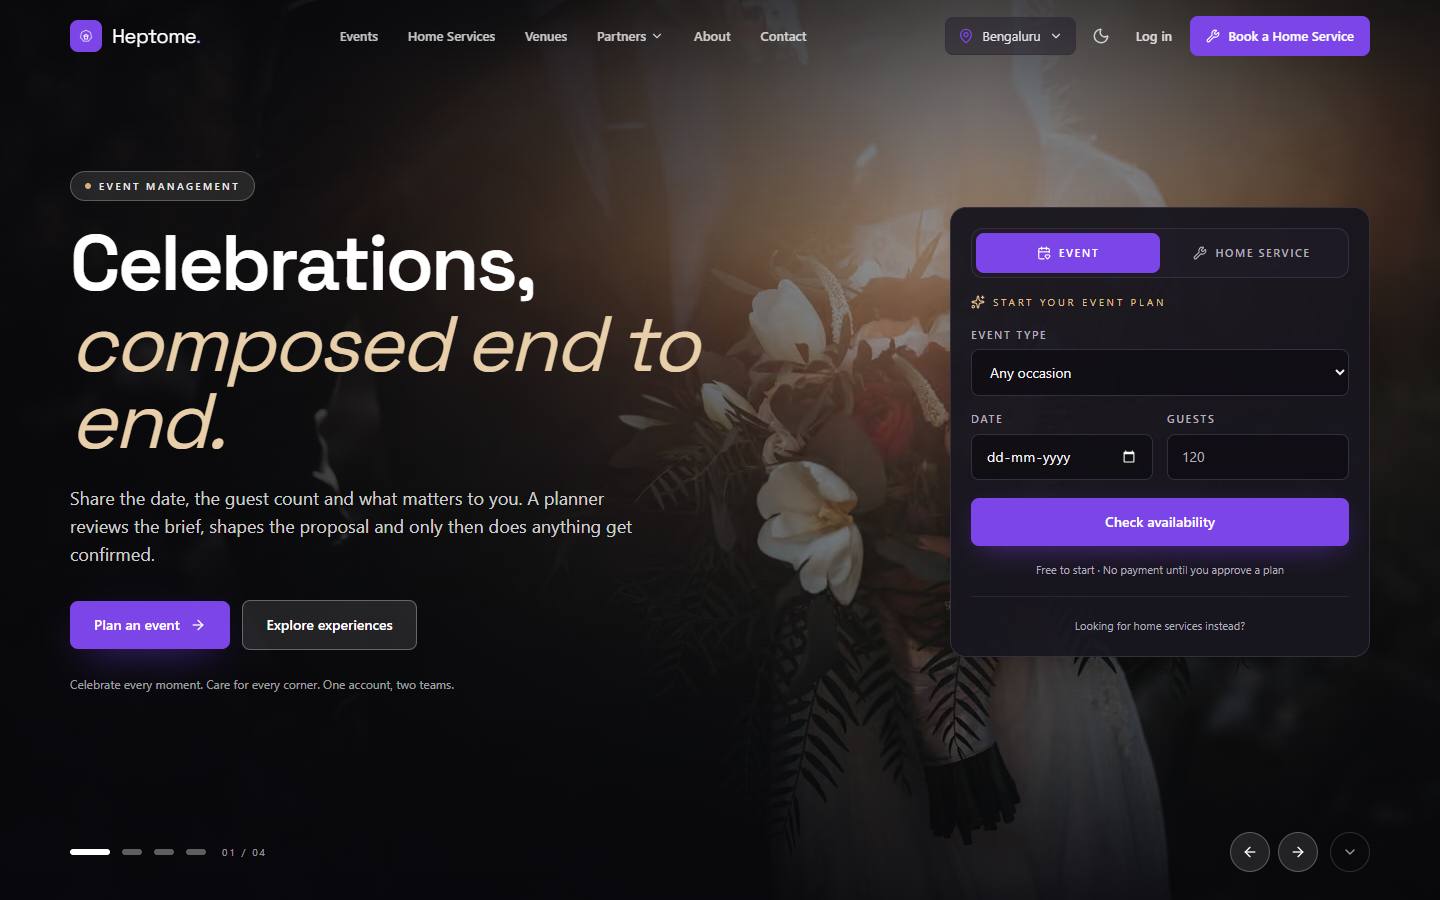 Heptome.
Events
Home Services
Venues
Partners
About
Contact
Bengaluru
Log in
Book a Home Service
EVENT MANAGEMENT
Celebrations,
composed end to
end.
Share the date, the guest count and what matters to you. A planner
reviews the brief, shapes the proposal and only then does anything get
confirmed.
Plan an event
Explore experiences
Celebrate every moment. Care for every corner. One account, two teams.
01 / 04
EVENT
HOME SERVICE
START YOUR EVENT PLAN
EVENT TYPE
Any occasion
DATE
GUESTS
dd-mm-yyyy
120
Check availability
Free to start · No payment until you approve a plan
Looking for home services instead?